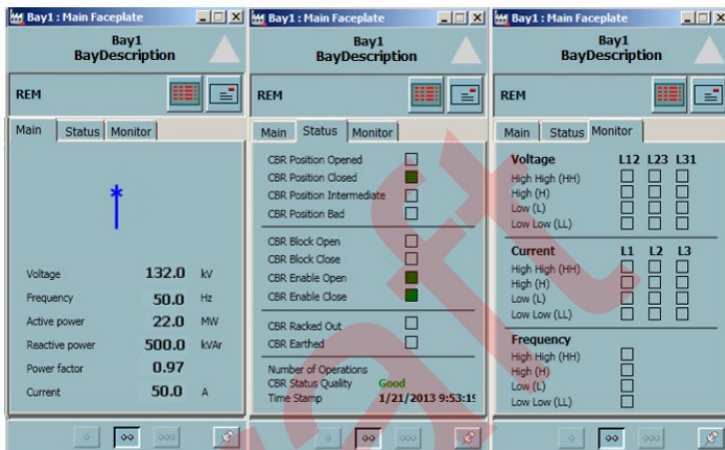 Bay1 : Main Faceplate
Bay1
BayDescription
REM
Main Status Monitor
Voltage 132.0 kV
Frequency 50.0 Hz
Active power 22.0 MW
Reactive power 500.0 kVAr
Power factor 0.97
Current 50.0 A
Bay1 : Main Faceplate
Bay1
BayDescription
REM
Main Status Monitor
CBR Position Opened
CBR Position Closed
CBR Position Intermediate
CBR Position Bad
CBR Block Open
CBR Block Close
CBR Enable Open
CBR Enable Close
CBR Racked Out
CBR Earthed
Number of Operations
CBR Status Quality Good
Time Stamp 1/21/2013 9:53:19
Bay1 : Main Faceplate
Bay1
BayDescription
REM
Main Status Monitor
Voltage L12 L23 L31
High High (HH)
High (H)
Low (L)
Low Low (LL)
Current L1 L2 L3
High High (HH)
High (H)
Low (L)
Low Low (LL)
Frequency
High High (HH)
High (H)
Low (L)
Low Low (LL)